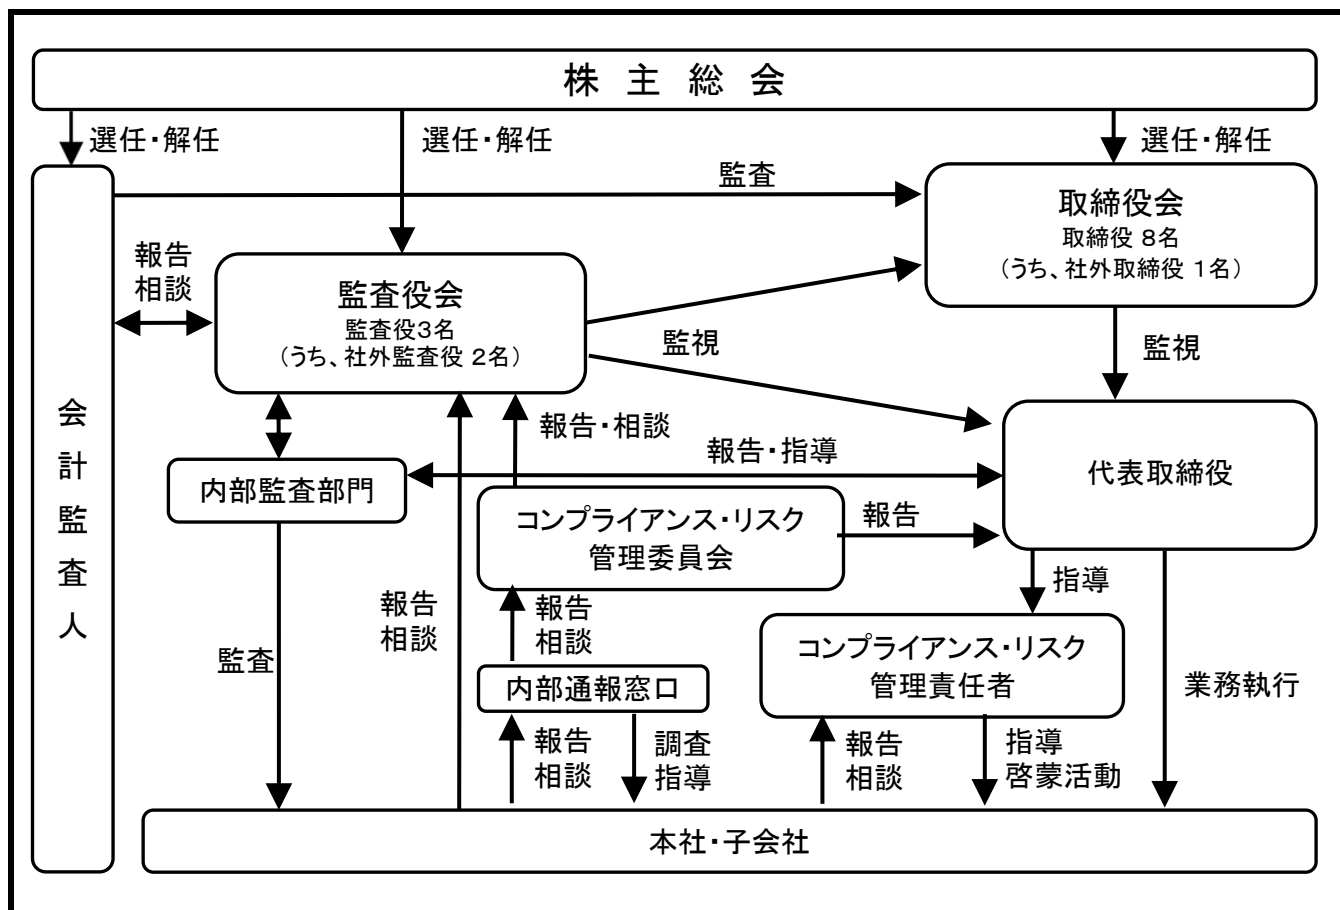 株主総会
選任・解任
選任・解任
選任・解任
監査
取締役会
取締役 8名
（うち、社外取締役 1名）
報告
相談
監査役会
監査役3名
（うち、社外監査役 2名）
監視
監視
会計監査人
報告・相談
報告・指導
代表取締役
内部監査部門
コンプライアンス・リスク
管理委員会
報告
指導
報告
相談
報告
相談
監査
コンプライアンス・リスク
管理責任者
内部通報窓口
業務執行
報告
相談
調査
指導
報告
相談
指導
啓蒙活動
本社・子会社